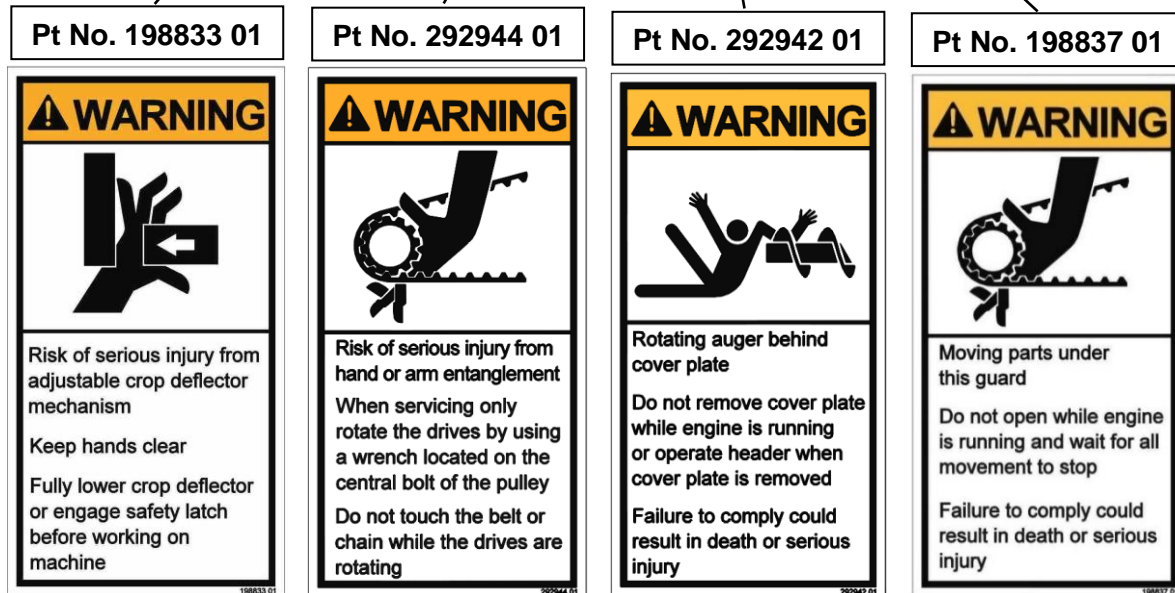 Pt No. 198833 01
Pt No. 292944 01
Pt No. 292942 01
Pt No. 198837 01
WARNING
Risk of serious injury from
adjustable crop deflector
mechanism
Keep hands clear
Fully lower crop deflector
or engage safety latch
before working on
machine
198833 01
WARNING
Risk of serious injury from
hand or arm entanglement
When servicing only
rotate the drives by using
a wrench located on the
central bolt of the pulley
Do not touch the belt or
chain while the drives are
rotating
292944 01
WARNING
Rotating auger behind
cover plate
Do not remove cover plate
while engine is running
or operate header when
cover plate is removed
Failure to comply could
result in death or serious
injury
292942 01
WARNING
Moving parts under
this guard
Do not open while engine
is running and wait for all
movement to stop
Failure to comply could
result in death or serious
injury